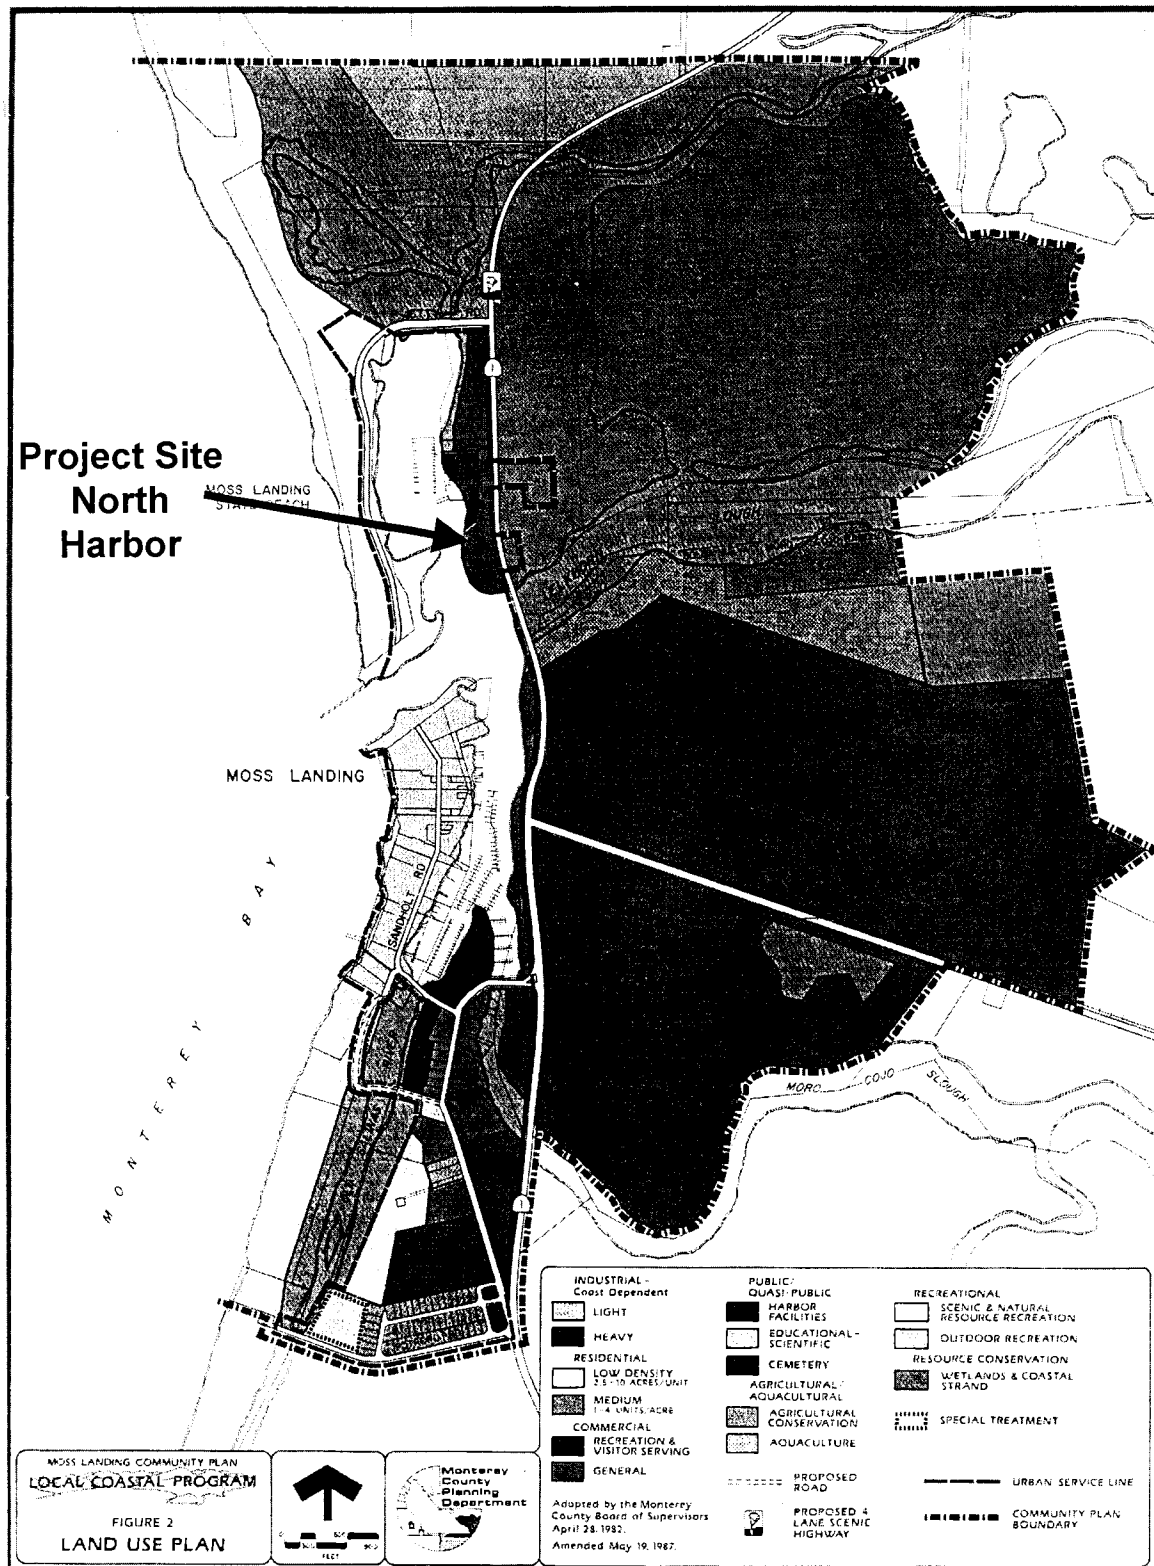 Project Site
North
Harbor
MOSS LANDING
MOSS LANDING
SANDHOLT RD
MONTEREY BAY
MORO COJO SLOUGH
1
1
INDUSTRIAL -
Coast Dependent
LIGHT
HEAVY
RESIDENTIAL
LOW DENSITY
2.5 - 10 ACRES/UNIT
MEDIUM
1-4 UNITS/ACRE
COMMERCIAL
RECREATION &
VISITOR SERVING
GENERAL
PUBLIC/
QUASI-PUBLIC
HARBOR
FACILITIES
EDUCATIONAL -
SCIENTIFIC
CEMETERY
AGRICULTURAL/
AQUACULTURAL
AGRICULTURAL
CONSERVATION
AQUACULTURE
RECREATIONAL
SCENIC & NATURAL
RESOURCE RECREATION
OUTDOOR RECREATION
RESOURCE CONSERVATION
WETLANDS & COASTAL
STRAND
SPECIAL TREATMENT
PROPOSED
ROAD
PROPOSED 4
LANE SCENIC
HIGHWAY
URBAN SERVICE LINE
COMMUNITY PLAN
BOUNDARY
Adopted by the Monterey
County Board of Supervisors
April 28, 1982.
Amended May 19, 1987.
MOSS LANDING COMMUNITY PLAN
LOCAL COASTAL PROGRAM
FIGURE 2
LAND USE PLAN
FEET
Monterey
County
Planning
Department